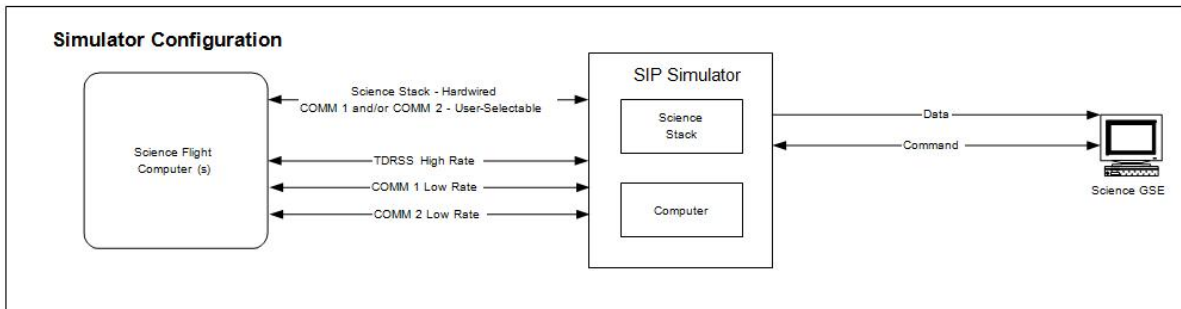 Simulator Configuration
Science Flight
Computer (s)
Science Stack - Hardwired
COMM 1 and/or COMM 2 - User-Selectable
TDRSS High Rate
COMM 1 Low Rate
COMM 2 Low Rate
SIP Simulator
Science
Stack
Computer
Data
Command
Science GSE